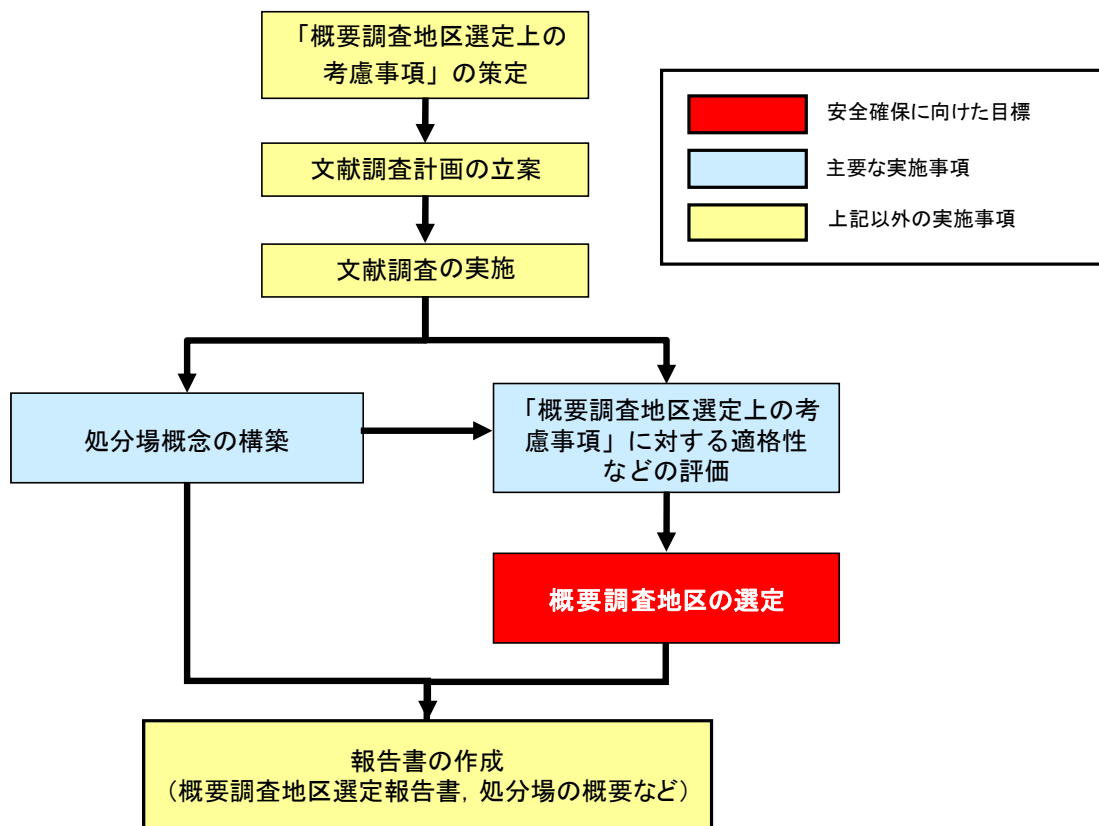 「概要調査地区選定上の
考慮事項」の策定
文献調査計画の立案
文献調査の実施
安全確保に向けた目標
主要な実施事項
上記以外の実施事項
処分場概念の構築
「概要調査地区選定上の考
慮事項」に対する適格性
などの評価
概要調査地区の選定
報告書の作成
（概要調査地区選定報告書，処分場の概要など）